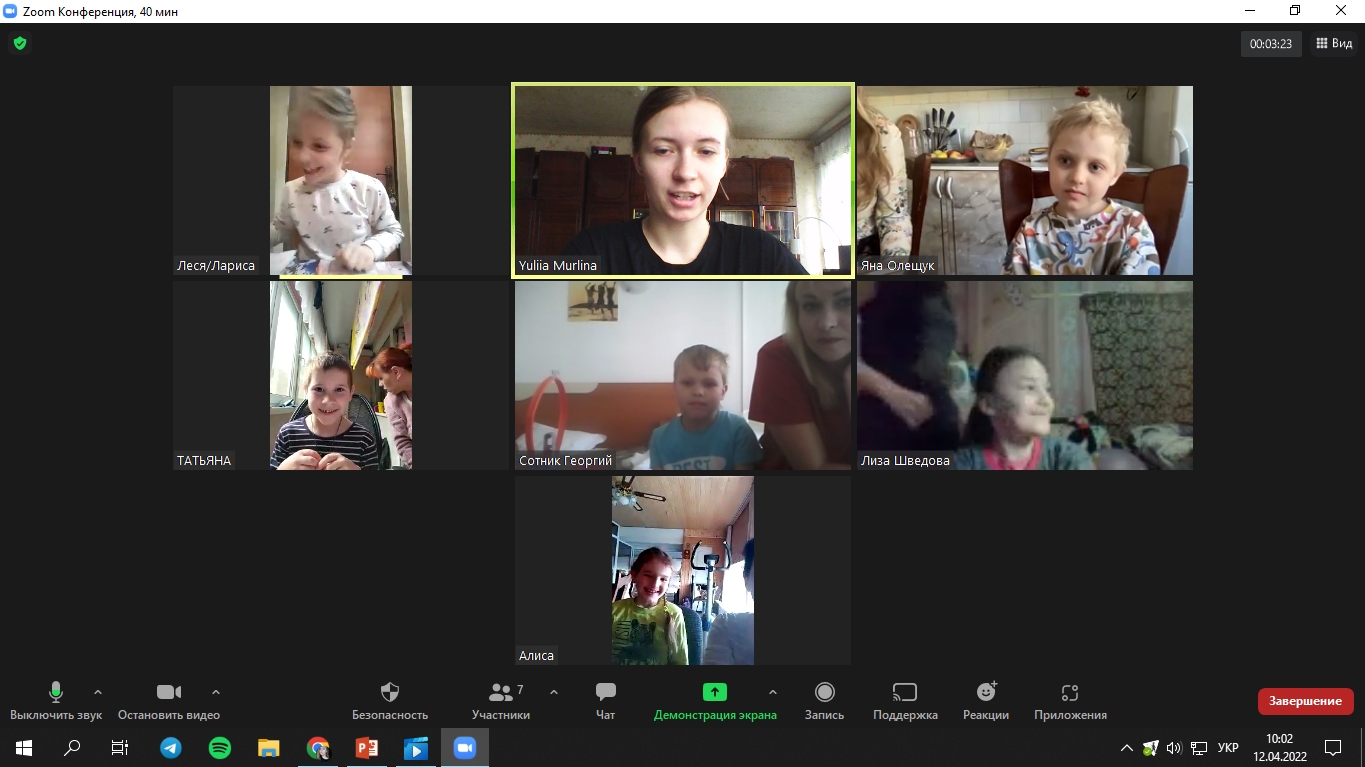 Zoom Конференция, 40 мин
00:03:23
Вид
Леся/Лариса
Yuliia Murlina
Яна Олещук
ТАТЬЯНА
Сотник Георгий
Лиза Шведова
Алиса
Выключить звук
Остановить видео
Безопасность
7
Участники
Чат
Демонстрация экрана
Запись
Поддержка
Реакции
Приложения
Завершение
УКР
10:02
12.04.2022